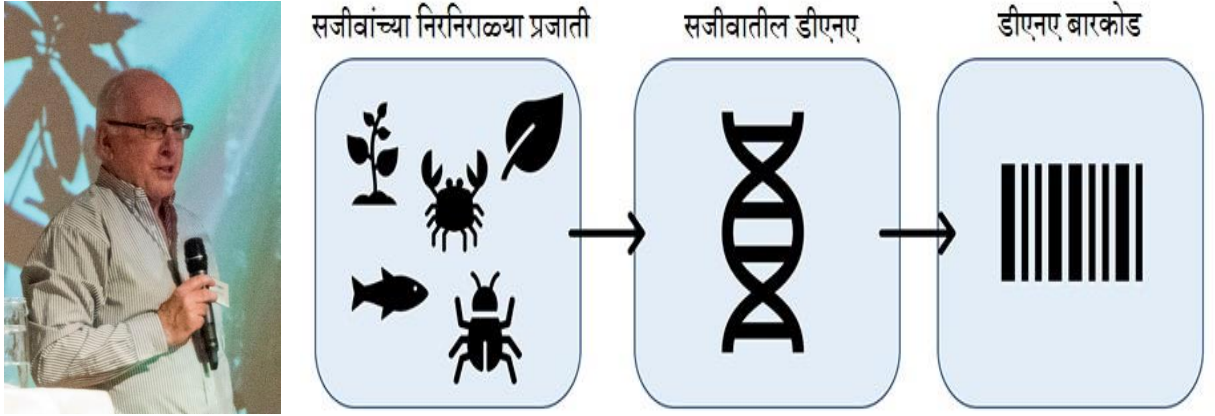 सजीवांच्या निरनिराळ्या प्रजाती
सजीवातील डीएनए
डीएनए बारकोड